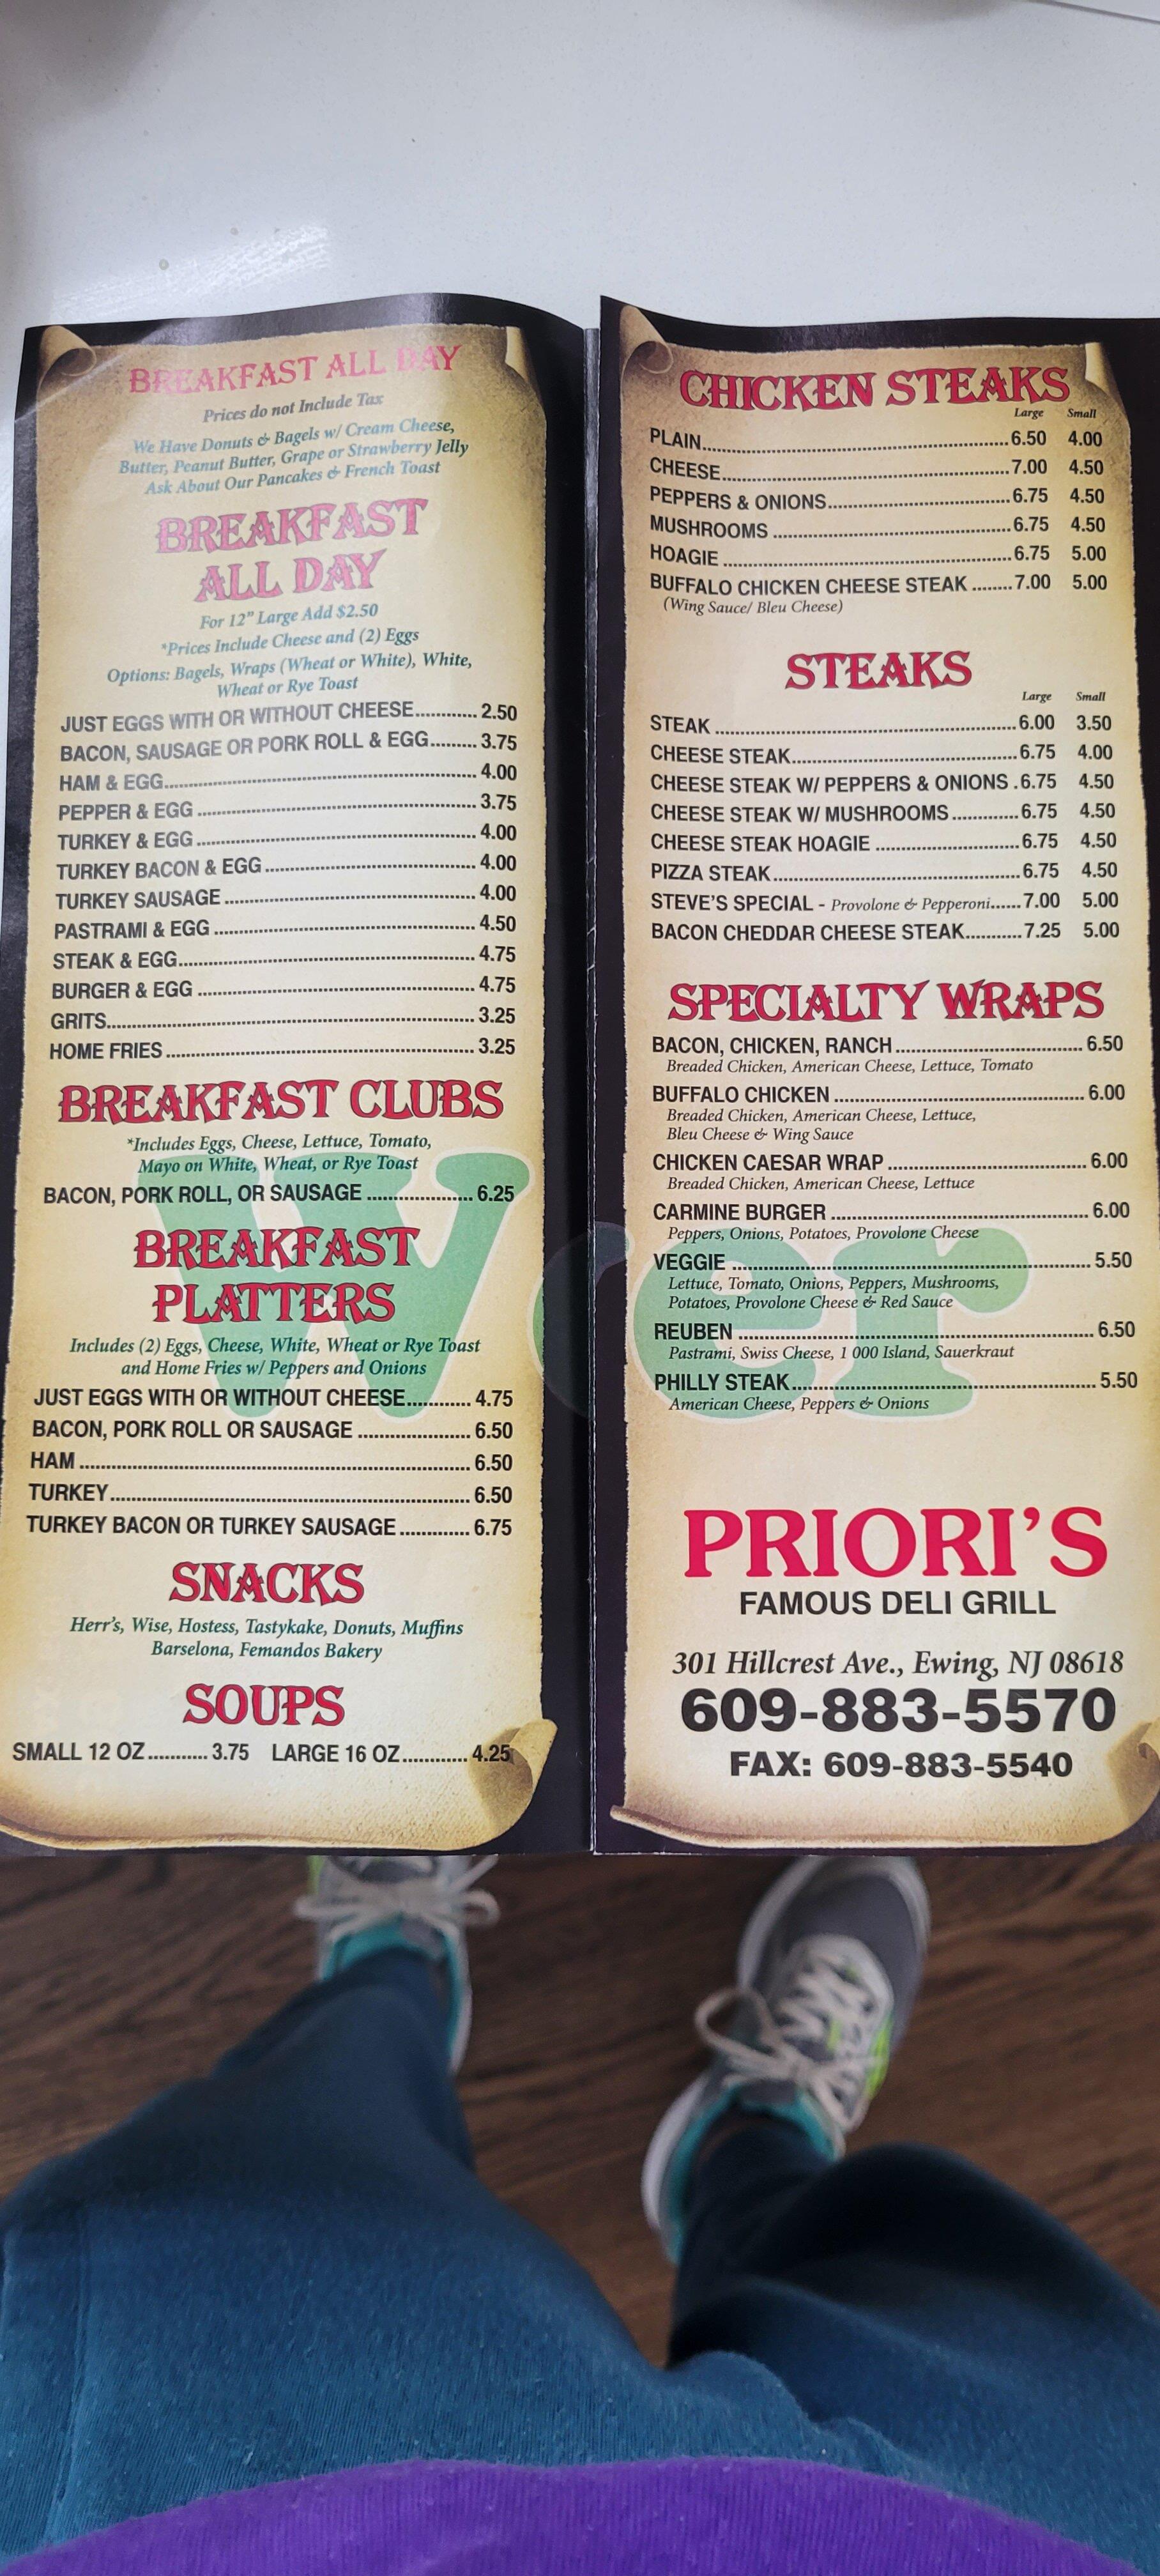 BREAKFAST ALL DAY
Prices do not Include Tax
We Have Donuts & Bagels w/ Cream Cheese,
Butter, Peanut Butter, Grape or Strawberry Jelly
Ask About Our Pancakes & French Toast
BREAKFAST
ALL DAY
For 12" Large Add $2.50
*Prices Include Cheese and (2) Eggs
Options: Bagels, Wraps (Wheat or White), White,
Wheat or Rye Toast
JUST EGGS WITH OR WITHOUT CHEESE............ 2.50
BACON, SAUSAGE OR PORK ROLL & EGG......... 3.75
HAM & EGG............ 4.00
PEPPER & EGG ............ 3.75
TURKEY & EGG ............ 4.00
TURKEY BACON & EGG ............ 4.00
TURKEY SAUSAGE ............ 4.00
PASTRAMI & EGG ............ 4.50
STEAK & EGG............ 4.75
BURGER & EGG ............ 4.75
GRITS............ 3.25
HOME FRIES ............ 3.25
BREAKFAST CLUBS
*Includes Eggs, Cheese, Lettuce, Tomato,
Mayo on White, Wheat, or Rye Toast
BACON, PORK ROLL, OR SAUSAGE ............ 6.25
BREAKFAST
PLATTERS
Includes (2) Eggs, Cheese, White, Wheat or Rye Toast
and Home Fries w/ Peppers and Onions
JUST EGGS WITH OR WITHOUT CHEESE............ 4.75
BACON, PORK ROLL OR SAUSAGE ............ 6.50
HAM ............ 6.50
TURKEY............ 6.50
TURKEY BACON OR TURKEY SAUSAGE ............ 6.75
SNACKS
Herr's, Wise, Hostess, Tastykake, Donuts, Muffins
Barselona, Femandos Bakery
SOUPS
SMALL 12 OZ........... 3.75 LARGE 16 OZ............ 4.25
CHICKEN STEAKS
Large Small
PLAIN............ 6.50 4.00
CHEESE............ 7.00 4.50
PEPPERS & ONIONS............ 6.75 4.50
MUSHROOMS ............ 6.75 4.50
HOAGIE ............ 6.75 5.00
BUFFALO CHICKEN CHEESE STEAK ........ 7.00 5.00
(Wing Sauce/ Bleu Cheese)
STEAKS
Large Small
STEAK ............ 6.00 3.50
CHEESE STEAK............ 6.75 4.00
CHEESE STEAK W/ PEPPERS & ONIONS . 6.75 4.50
CHEESE STEAK W/ MUSHROOMS ............ 6.75 4.50
CHEESE STEAK HOAGIE ............ 6.75 4.50
PIZZA STEAK ............ 6.75 4.50
STEVE'S SPECIAL - Provolone & Pepperoni...... 7.00 5.00
BACON CHEDDAR CHEESE STEAK........... 7.25 5.00
SPECIALTY WRAPS
BACON, CHICKEN, RANCH ............ 6.50
Breaded Chicken, American Cheese, Lettuce, Tomato
BUFFALO CHICKEN ............ 6.00
Breaded Chicken, American Cheese, Lettuce,
Bleu Cheese & Wing Sauce
CHICKEN CAESAR WRAP ............ 6.00
Breaded Chicken, American Cheese, Lettuce
CARMINE BURGER ............ 6.00
Peppers, Onions, Potatoes, Provolone Cheese
VEGGIE ............ 5.50
Lettuce, Tomato, Onions, Peppers, Mushrooms,
Potatoes, Provolone Cheese & Red Sauce
REUBEN ............ 6.50
Pastrami, Swiss Cheese, 1 000 Island, Sauerkraut
PHILLY STEAK............ 5.50
American Cheese, Peppers & Onions
PRIORI'S
FAMOUS DELI GRILL
301 Hillcrest Ave., Ewing, NJ 08618
609-883-5570
FAX: 609-883-5540